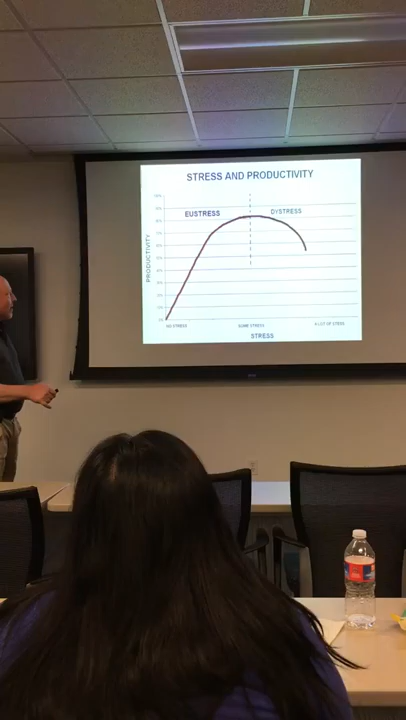 STRESS AND PRODUCTIVITY
EUSTRESS
DYSTRESS
PRODUCTIVITY
NO STRESS
SOME STRESS
A LOT OF STRESS
STRESS